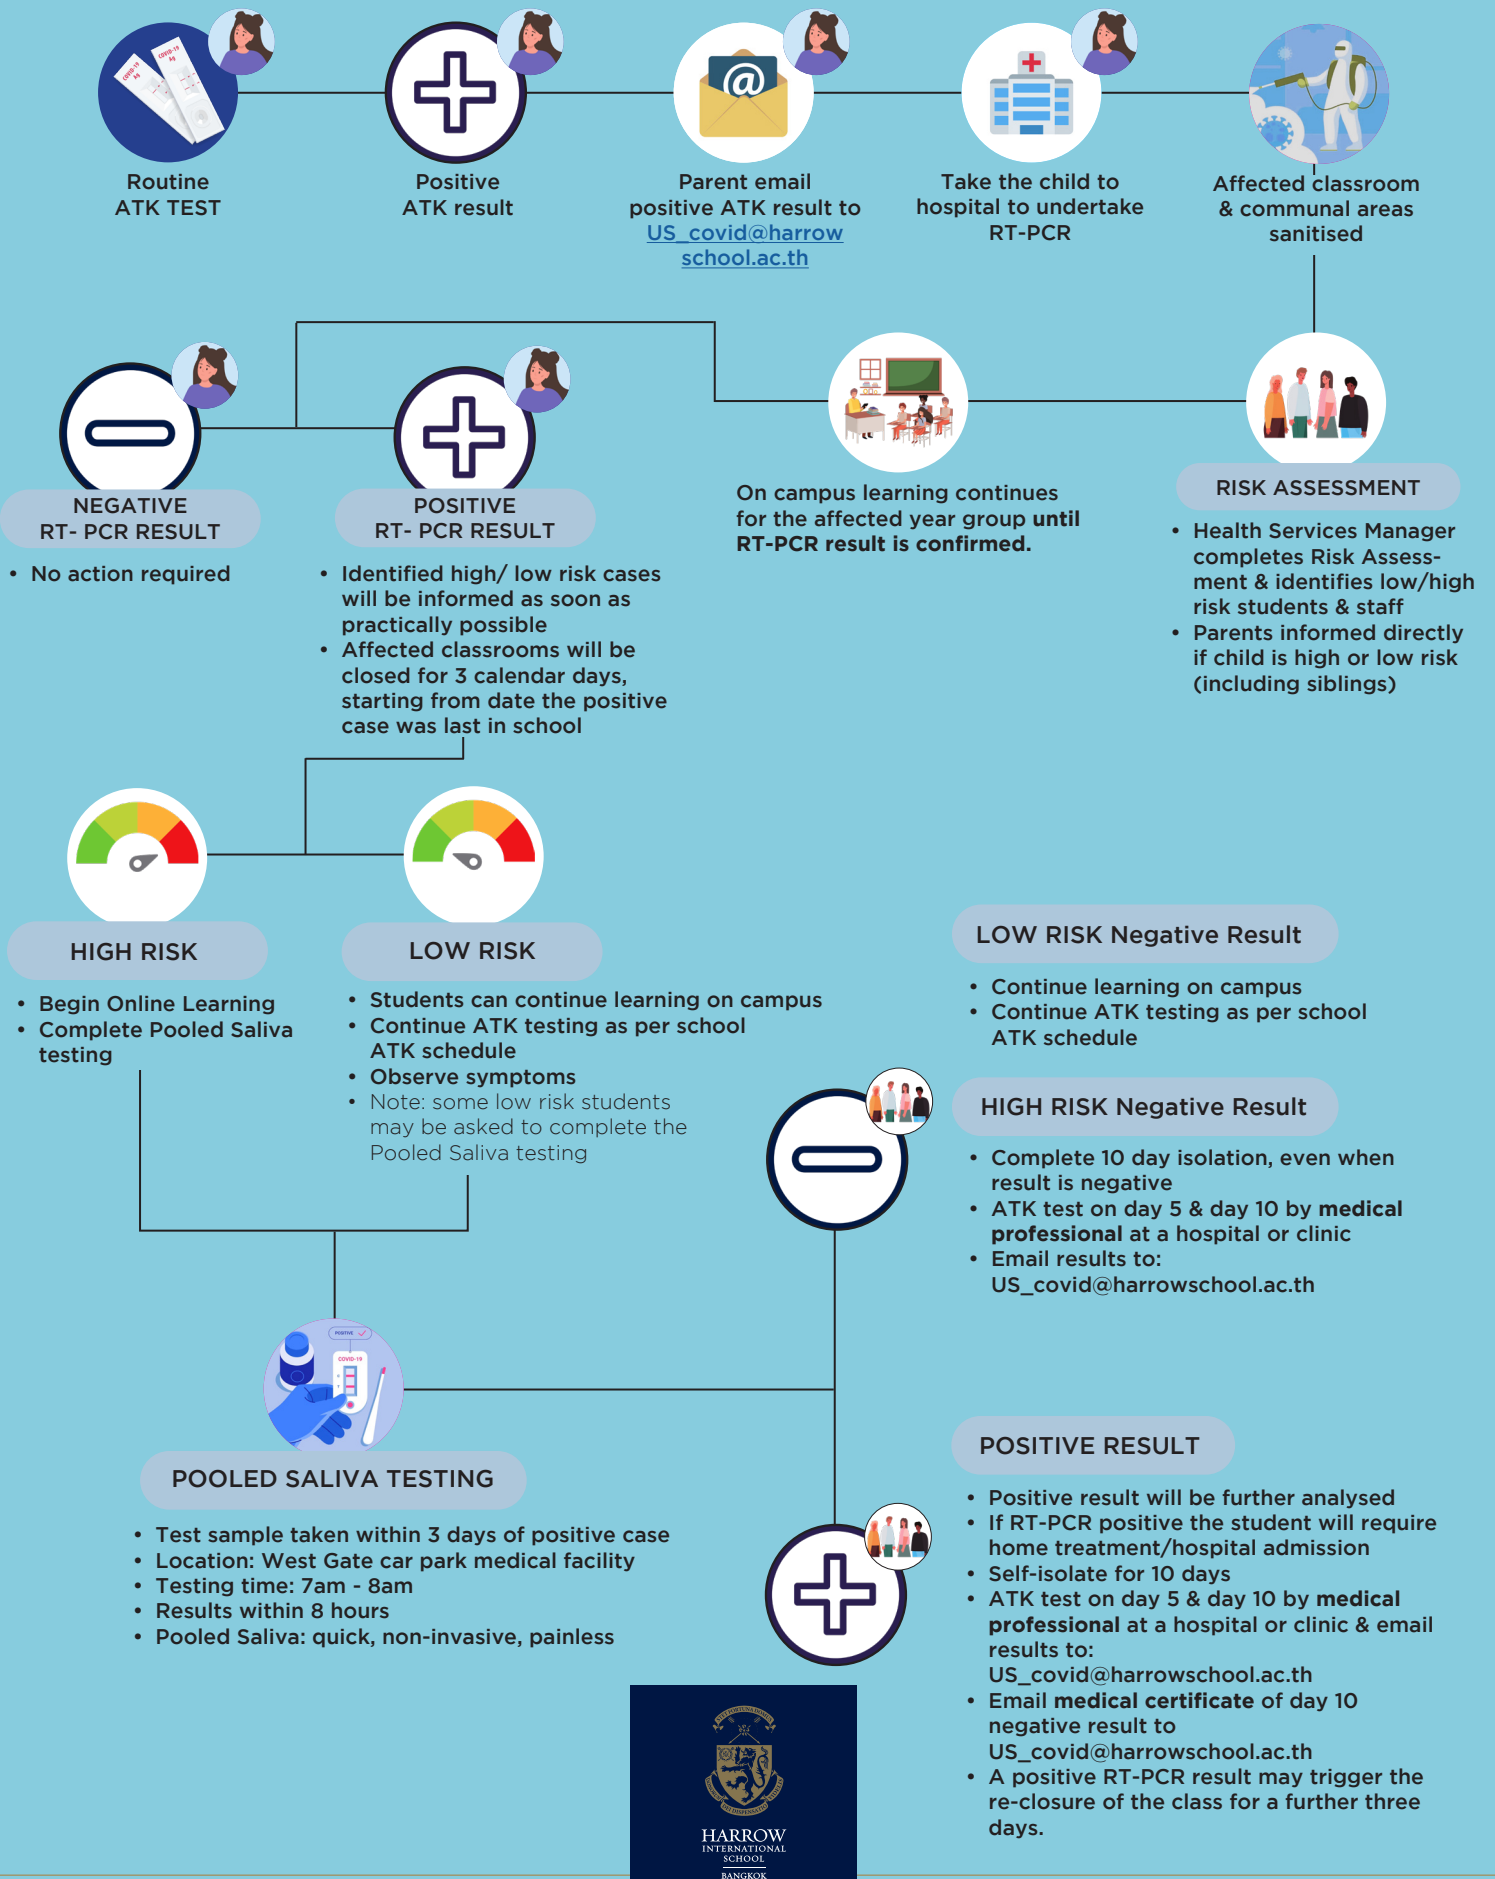 COVID-19
Ag
COVID-19
Ag
Routine
ATK TEST
Positive
ATK result
Parent email
positive ATK result to
US_covid@harrow
school.ac.th
Take the child to
hospital to undertake
RT-PCR
Affected classroom
& communal areas
sanitised
RISK ASSESSMENT
• Health Services Manager
completes Risk Assess-
ment & identifies low/high
risk students & staff
• Parents informed directly
if child is high or low risk
(including siblings)
On campus learning continues
for the affected year group until
RT-PCR result is confirmed.
NEGATIVE
RT- PCR RESULT
• No action required
POSITIVE
RT- PCR RESULT
• Identified high/ low risk cases
will be informed as soon as
practically possible
• Affected classrooms will be
closed for 3 calendar days,
starting from date the positive
case was last in school
HIGH RISK
• Begin Online Learning
• Complete Pooled Saliva
testing
LOW RISK
• Students can continue learning on campus
• Continue ATK testing as per school
ATK schedule
• Observe symptoms
• Note: some low risk students
may be asked to complete the
Pooled Saliva testing
POSITIVE
COVID-19
POOLED SALIVA TESTING
• Test sample taken within 3 days of positive case
• Location: West Gate car park medical facility
• Testing time: 7am - 8am
• Results within 8 hours
• Pooled Saliva: quick, non-invasive, painless
LOW RISK Negative Result
• Continue learning on campus
• Continue ATK testing as per school
ATK schedule
HIGH RISK Negative Result
• Complete 10 day isolation, even when
result is negative
• ATK test on day 5 & day 10 by medical
professional at a hospital or clinic
• Email results to:
US_covid@harrowschool.ac.th
POSITIVE RESULT
• Positive result will be further analysed
• If RT-PCR positive the student will require
home treatment/hospital admission
• Self-isolate for 10 days
• ATK test on day 5 & day 10 by medical
professional at a hospital or clinic & email
results to:
US_covid@harrowschool.ac.th
• Email medical certificate of day 10
negative result to
US_covid@harrowschool.ac.th
• A positive RT-PCR result may trigger the
re-closure of the class for a further three
days.
HARROW
INTERNATIONAL
SCHOOL
BANGKOK